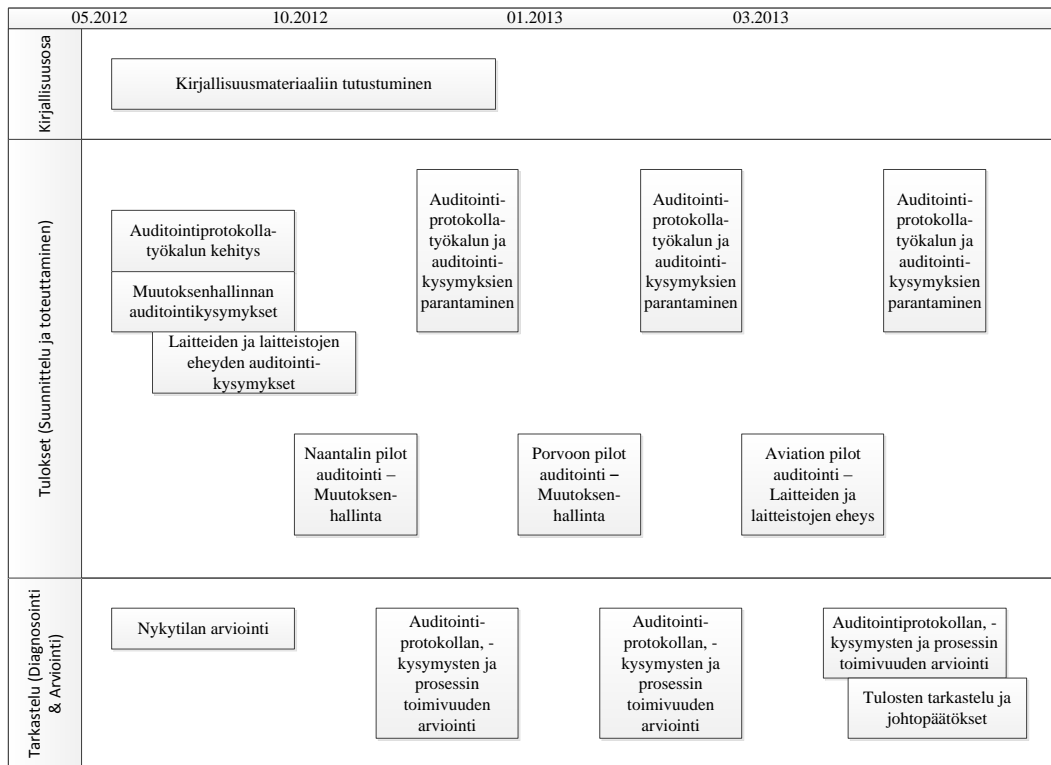 05.2012
10.2012
01.2013
03.2013
Kirjallisuusosa
Kirjallisuusmateriaaliin tutustuminen
Tulokset (Suunnittelu ja toteuttaminen)
Auditointiprotokolla-
työkalun kehitys
Muutoksenhallinnan
auditointikysymykset
Laitteiden ja laitteistojen
eheyden auditointi-
kysymykset
Auditointi-
protokolla-
työkalun ja
auditointi-
kysymyksien
parantaminen
Auditointi-
protokolla-
työkalun ja
auditointi-
kysymyksien
parantaminen
Auditointi-
protokolla-
työkalun ja
auditointi-
kysymyksien
parantaminen
Naantalin pilot
auditointi –
Muutoksen-
hallinta
Porvoon pilot
auditointi –
Muutoksen-
hallinta
Aviation pilot
auditointi –
Laitteiden ja
laitteistojen eheys
Tarkastelu (Diagnosointi
& Arviointi)
Nykytilan arviointi
Auditointi-
protokollan, -
kysymysten ja
prosessin
toimivuuden
arviointi
Auditointi-
protokollan, -
kysymysten ja
prosessin
toimivuuden
arviointi
Auditointiprotokollan, -
kysymysten ja prosessin
toimivuuden arviointi
Tulosten tarkastelu ja
johtopäätökset